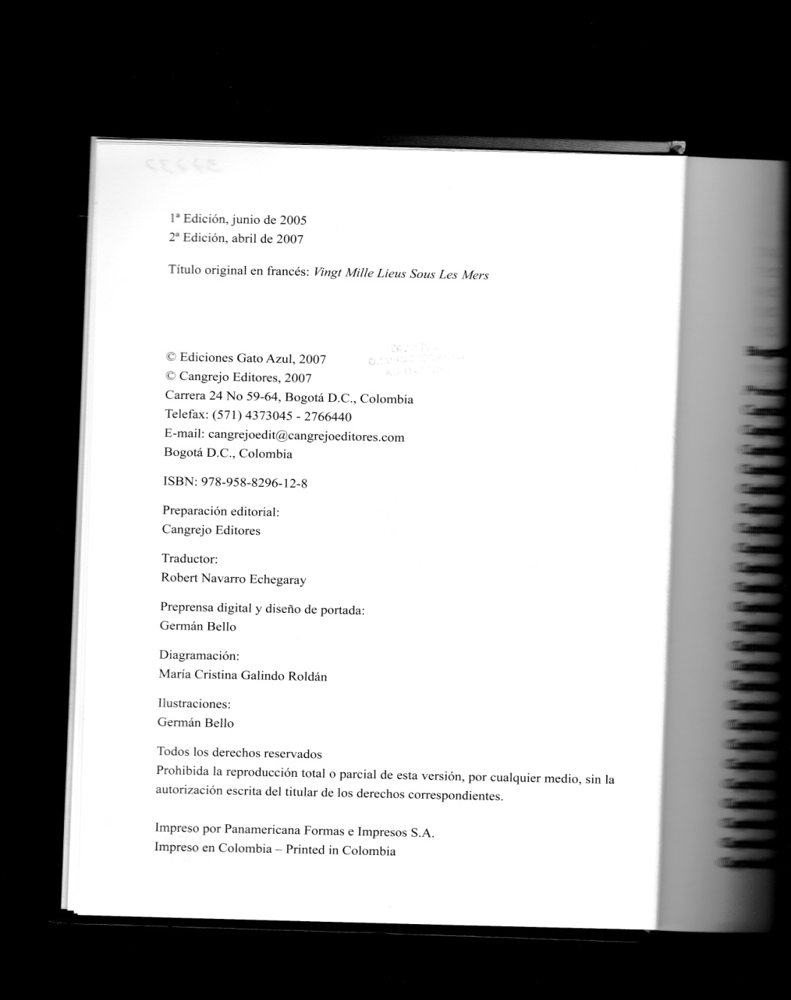 1ª Edición, junio de 2005
2ª Edición, abril de 2007
Título original en francés: Vingt Mille Lieus Sous Les Mers
© Ediciones Gato Azul, 2007
© Cangrejo Editores, 2007
Carrera 24 No 59-64, Bogotá D.C., Colombia
Telefax: (571) 4373045 - 2766440
E-mail: cangrejoedit@cangrejoeditores.com
Bogotá D.C., Colombia
ISBN: 978-958-8296-12-8
Preparación editorial:
Cangrejo Editores
Traductor:
Robert Navarro Echegaray
Preprensa digital y diseño de portada:
Germán Bello
Diagramación:
María Cristina Galindo Roldán
Ilustraciones:
Germán Bello
Todos los derechos reservados
Prohibida la reproducción total o parcial de esta versión, por cualquier medio, sin la
autorización escrita del titular de los derechos correspondientes.
Impreso por Panamericana Formas e Impresos S.A.
Impreso en Colombia – Printed in Colombia